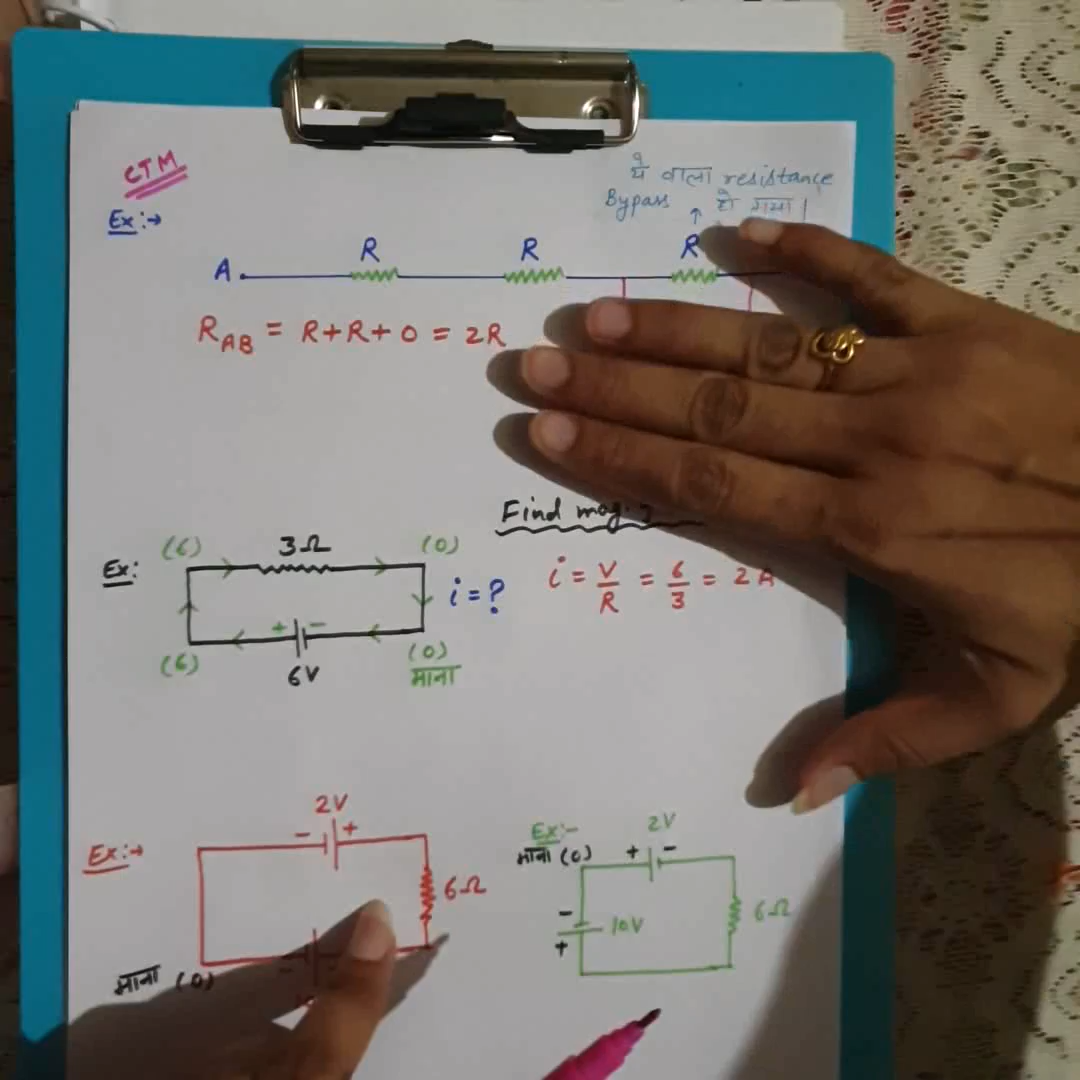 CTM
ये वाला resistance
Bypass हो गया |
Ex:→
↑
R R R
A
R_AB = R+R+0 = 2R
Find mag.
Ex:
(6) 3Ω (0)
i = ?
i = V/R = 6/3 = 2A
+ −
(6) 6V (0)
माना
Ex:→
2V
− +
6Ω
माना (0)
Ex:-
2V
माना (0) + −
−
10V 6Ω
+